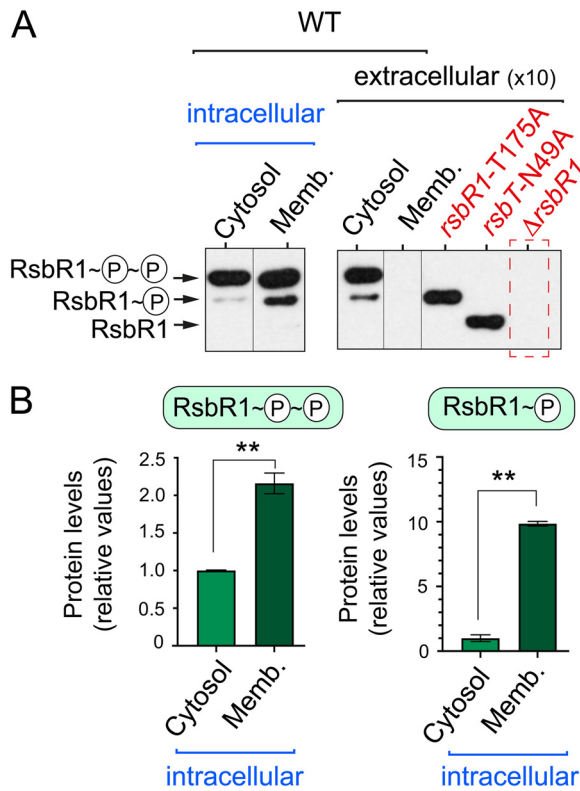 A
WT
extracellular (x10)
intracellular
Cytosol
Memb.
Cytosol
Memb.
rsbR1-T175A
rsbT-N49A
ΔrsbR1
RsbR1~P~P
RsbR1~P
RsbR1
B
RsbR1~P~P
RsbR1~P
Protein levels
(relative values)
**
2.5
2.0
1.0
0.5
0
Cytosol
Memb.
intracellular
Protein levels
(relative values)
**
15
10
5
0
Cytosol
Memb.
intracellular